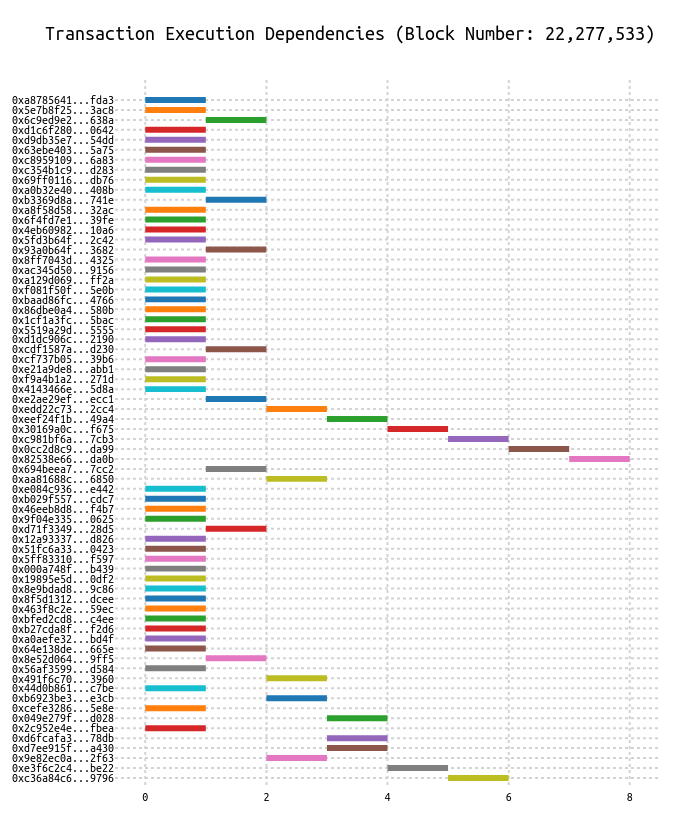 Transaction Execution Dependencies (Block Number: 22,277,533)
0xa8785641...fda3
0x5e7b8f25...3ac8
0x6c9ed9e2...638a
0xd1c6f280...0642
0xd9db35e7...54dd
0x63ebe403...5a75
0xc8959109...6a83
0xc354b1c9...d283
0x69ff0116...db76
0xa0b32e40...408b
0xb3369d8a...741e
0xa8f58d58...32ac
0x6f4fd7e1...39fe
0x4eb60982...10a6
0x5fd3b64f...2c42
0x93a0b64f...3682
0x8ff7043d...4325
0xac345d50...9156
0xa129d069...ff2a
0xf081f50f...5e0b
0xbaad86fc...4766
0x86dbe0a4...580b
0x1cf1a3fc...5bac
0x5519a29d...5555
0xd1dc906c...2190
0xcdf1587a...d230
0xcf737b05...39b6
0xe21a9de8...abb1
0xf9a4b1a2...271d
0x4143466e...5d8a
0xe2ae29ef...ecc1
0xedd22c73...2cc4
0xeef24f1b...49a4
0x30169a0c...f675
0xc981bf6a...7cb3
0x0cc2d8c9...da99
0x82538e66...da0b
0x694beea7...7cc2
0xaa81688c...6850
0xe084c936...e442
0xb029f557...cdc7
0x46eeb8d8...f4b7
0x9f04e335...0625
0xd71f3349...28d5
0x12a93337...d826
0x51fc6a33...0423
0x5ff83310...f597
0x000a748f...b439
0x19895e5d...0df2
0x8e9bdad8...9c86
0x8f5d1312...dcee
0x463f8c2e...59ec
0xbfed2cd8...c4ee
0xb27cda8f...f2d6
0xa0aefe32...bd4f
0x64e138de...665e
0x8e52d064...9ff5
0x56af3599...d584
0x491f6c70...3960
0x44d0b861...c7be
0xb6923be3...e3cb
0xcefe3286...5e8e
0x049e279f...d028
0x2c952e4e...fbea
0xd6fcafa3...78db
0xd7ee915f...a430
0x9e82ec0a...2f63
0xe3f6c2c4...be22
0xc36a84c6...9796
0 2 4 6 8